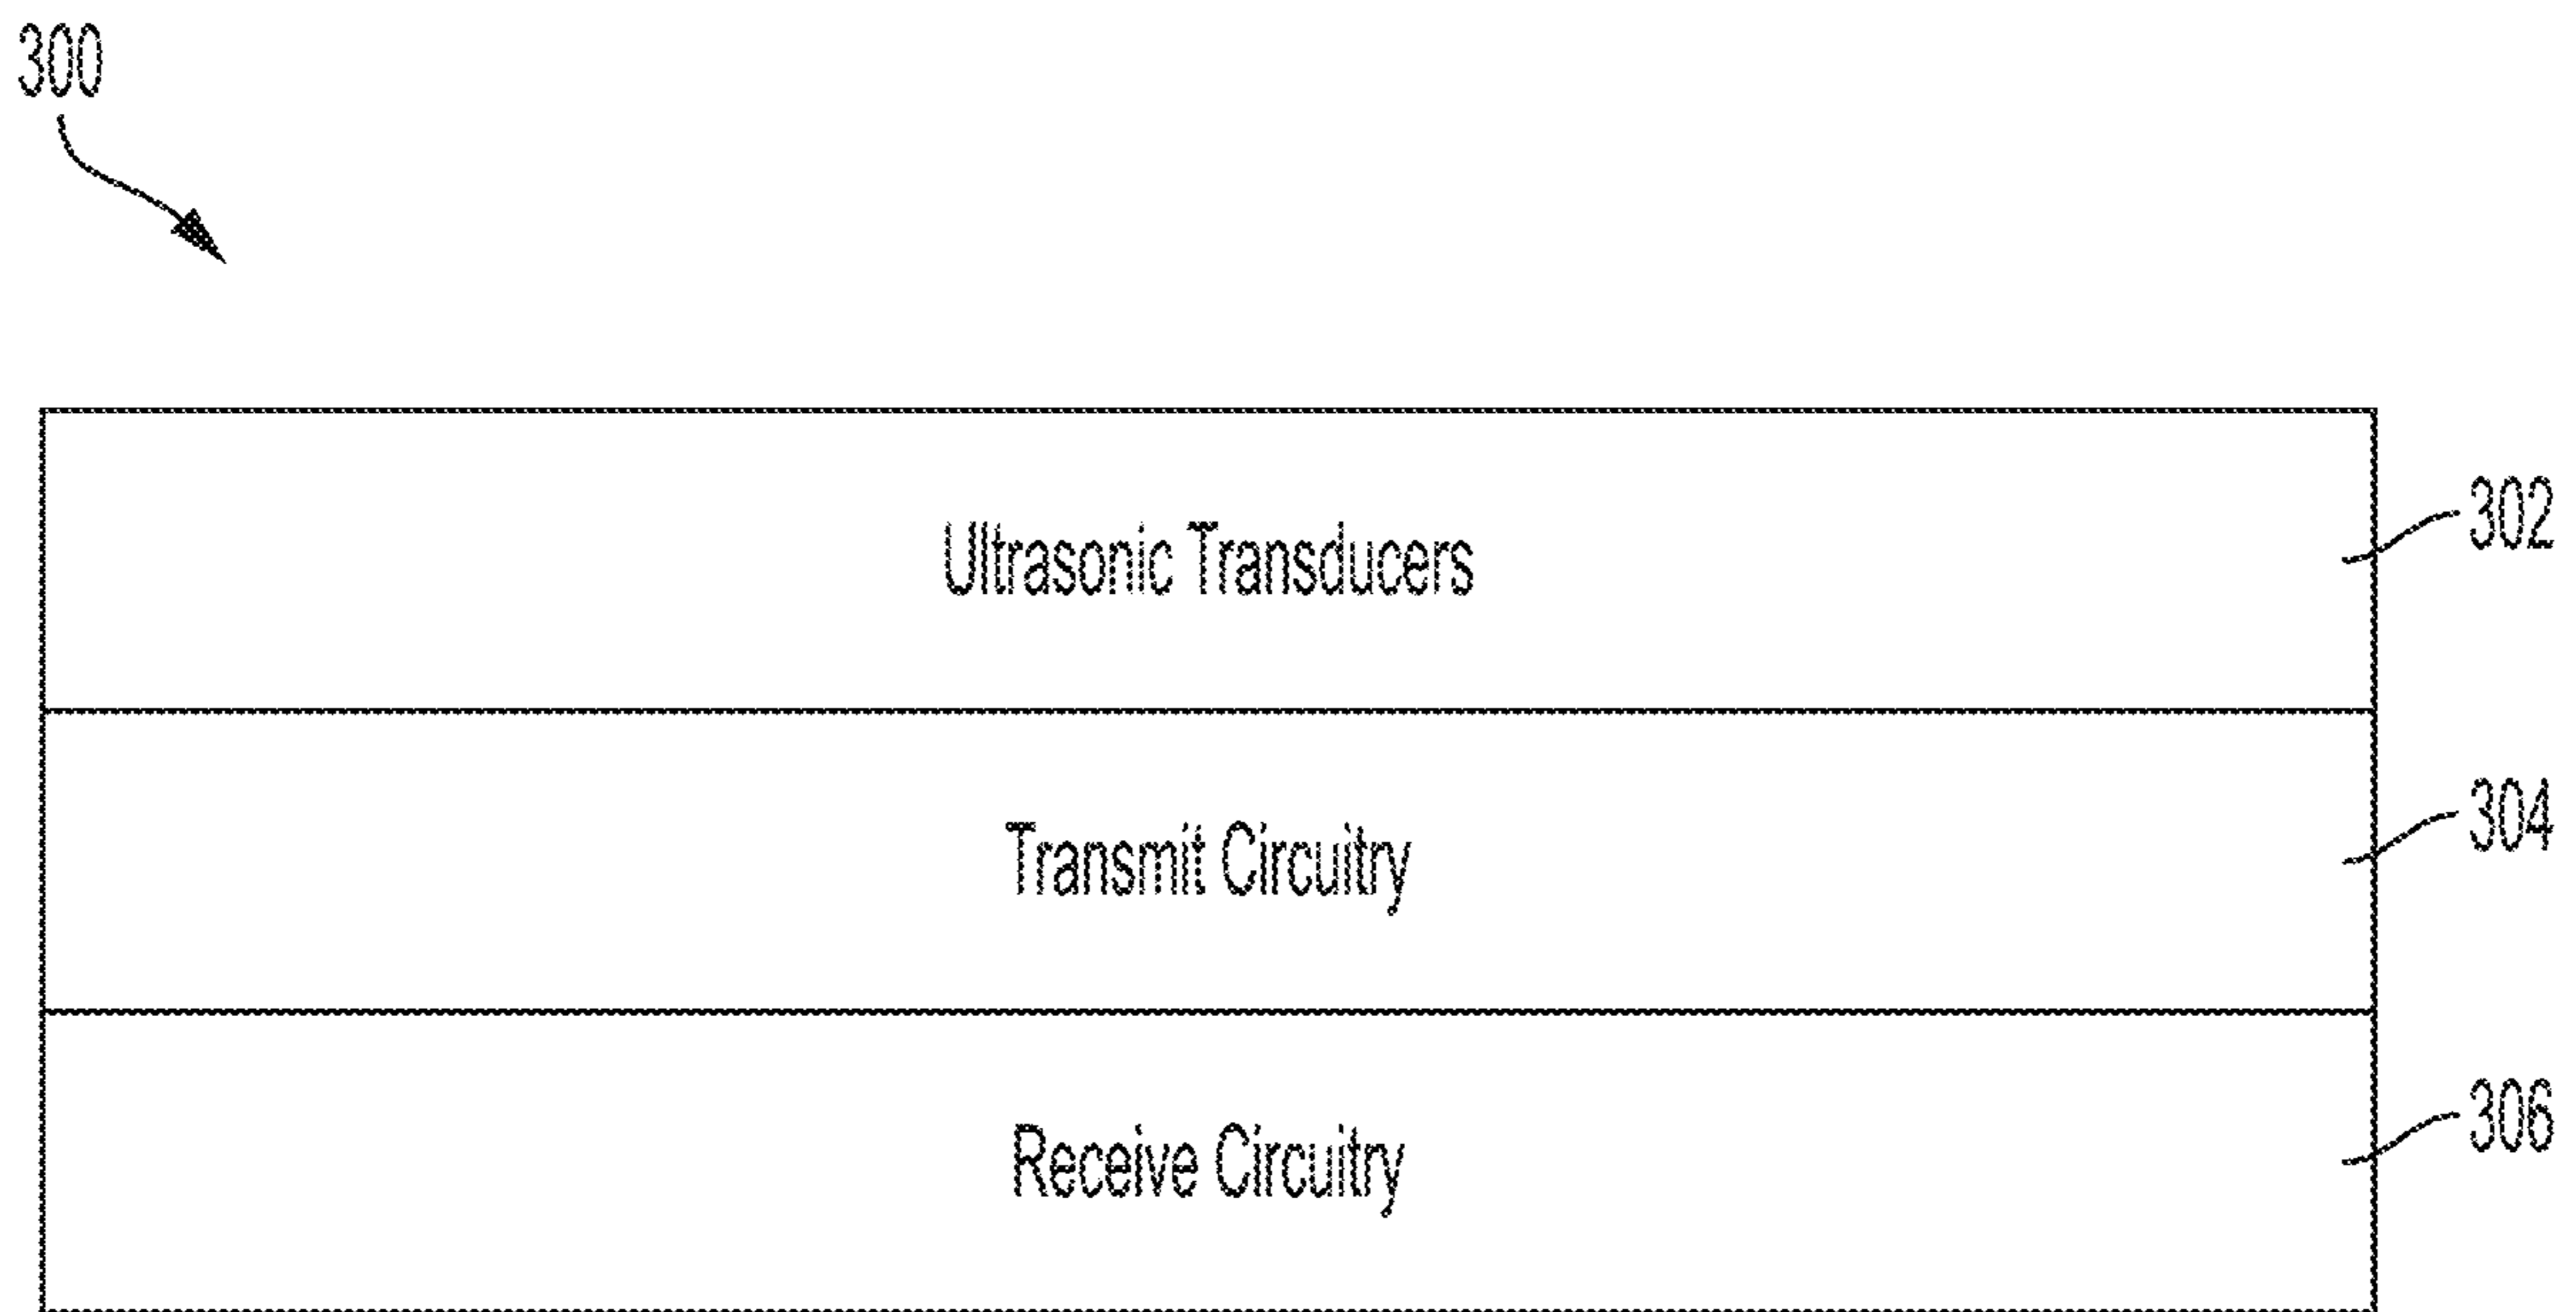 300
Ultrasonic Transducers
302
Transmit Circuitry
304
Receive Circuitry
306